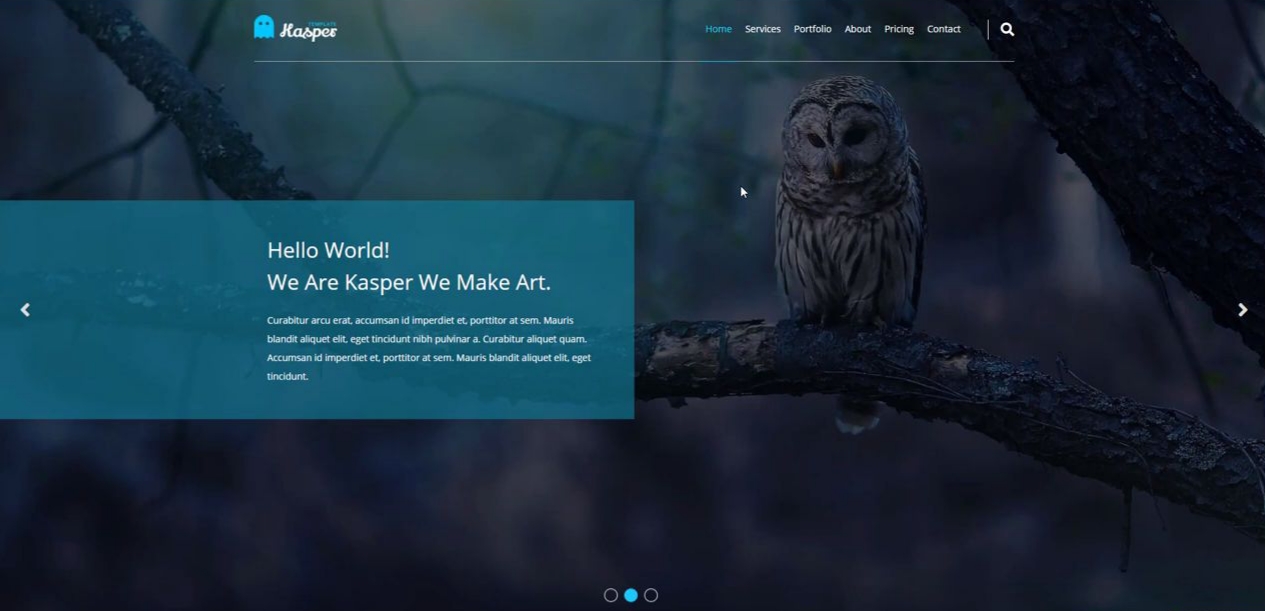 TEMPLATE
Kasper
Home Services Portfolio About Pricing Contact
Hello World!
We Are Kasper We Make Art.
Curabitur arcu erat, accumsan id imperdiet et, porttitor at sem. Mauris
blandit aliquet elit, eget tincidunt nibh pulvinar a. Curabitur aliquet quam.
Accumsan id imperdiet et, porttitor at sem. Mauris blandit aliquet elit, eget
tincidunt.